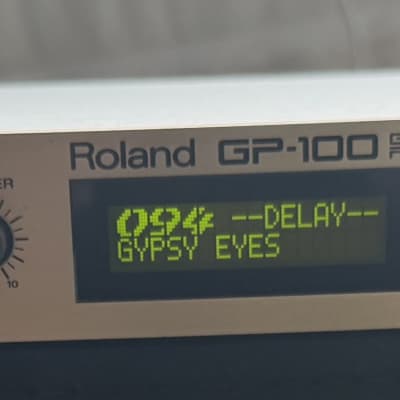 Roland GP-100
094 --DELAY--
GYPSY EYES
10